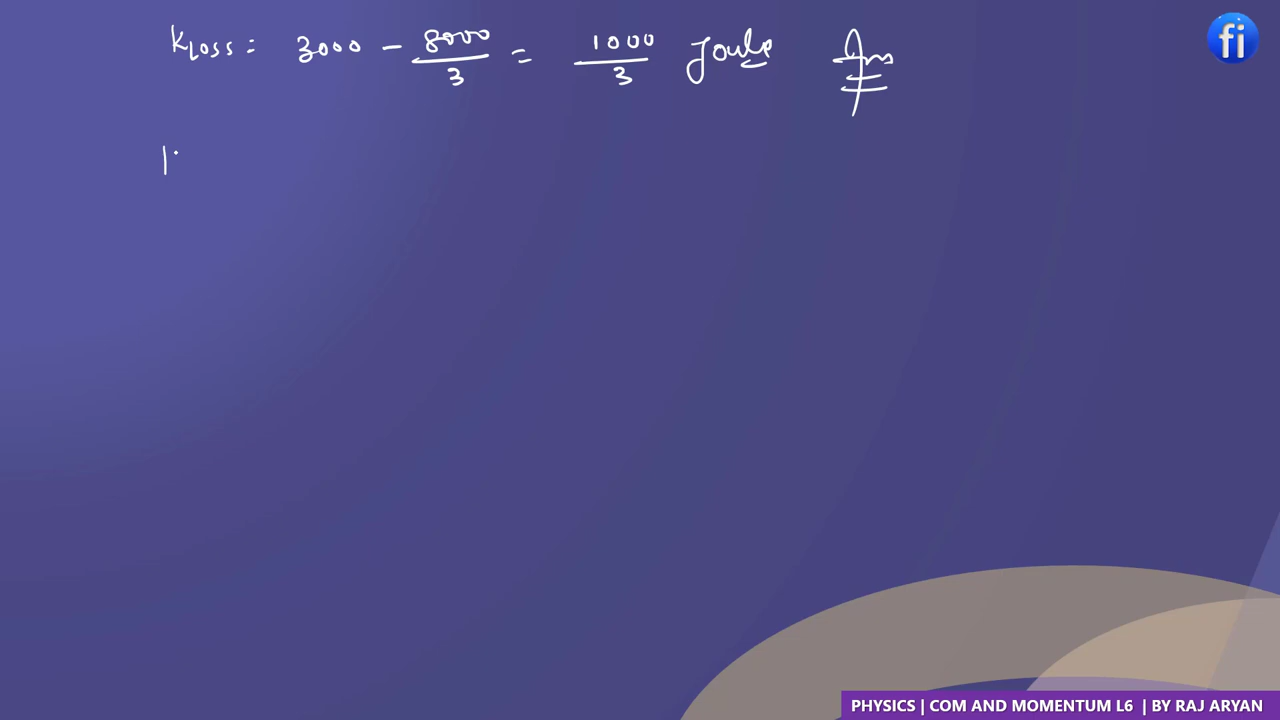 KLoss = 3000 - 8000/3 = 1000/3 Joule Ans
fi
PHYSICS | COM AND MOMENTUM L6 | BY RAJ ARYAN